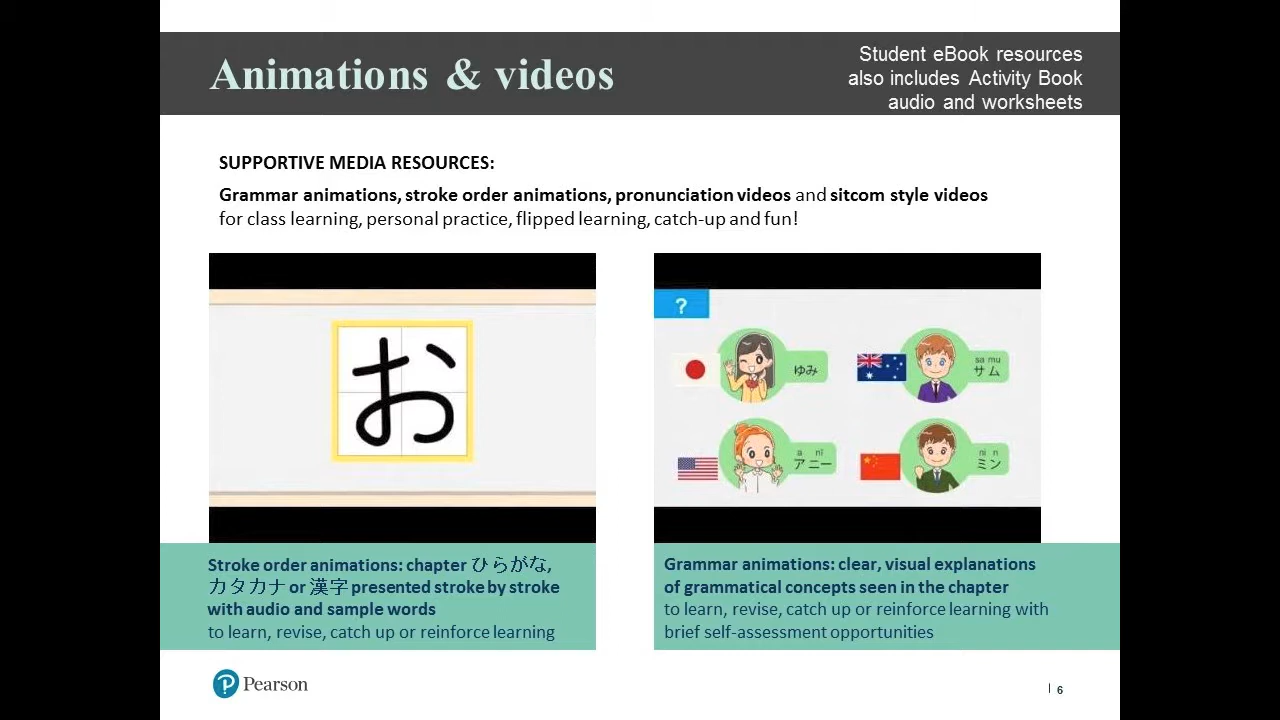 Animations & videos
Student eBook resources
also includes Activity Book
audio and worksheets
SUPPORTIVE MEDIA RESOURCES:
Grammar animations, stroke order animations, pronunciation videos and sitcom style videos
for class learning, personal practice, flipped learning, catch-up and fun!
お
?
ゆみ
sa mu
サム
a nī
アニー
mi n
ミン
Stroke order animations: chapter ひらがな,
カタカナ or 漢字 presented stroke by stroke
with audio and sample words
to learn, revise, catch up or reinforce learning
Grammar animations: clear, visual explanations
of grammatical concepts seen in the chapter
to learn, revise, catch up or reinforce learning with
brief self-assessment opportunities
Pearson
6